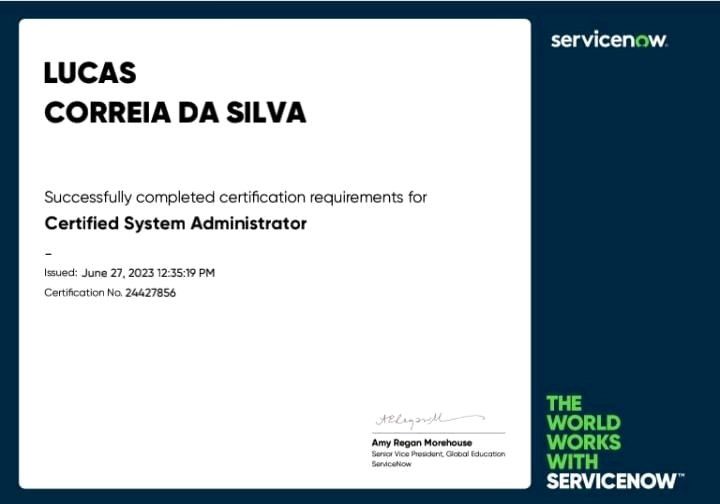 servicenow.
LUCAS
CORREIA DA SILVA
Successfully completed certification requirements for
Certified System Administrator
–
Issued: June 27, 2023 12:35:19 PM
Certification No. 24427856
Amy Regan Morehouse
Senior Vice President, Global Education
ServiceNow
THE
WORLD
WORKS
WITH
SERVICENOW™